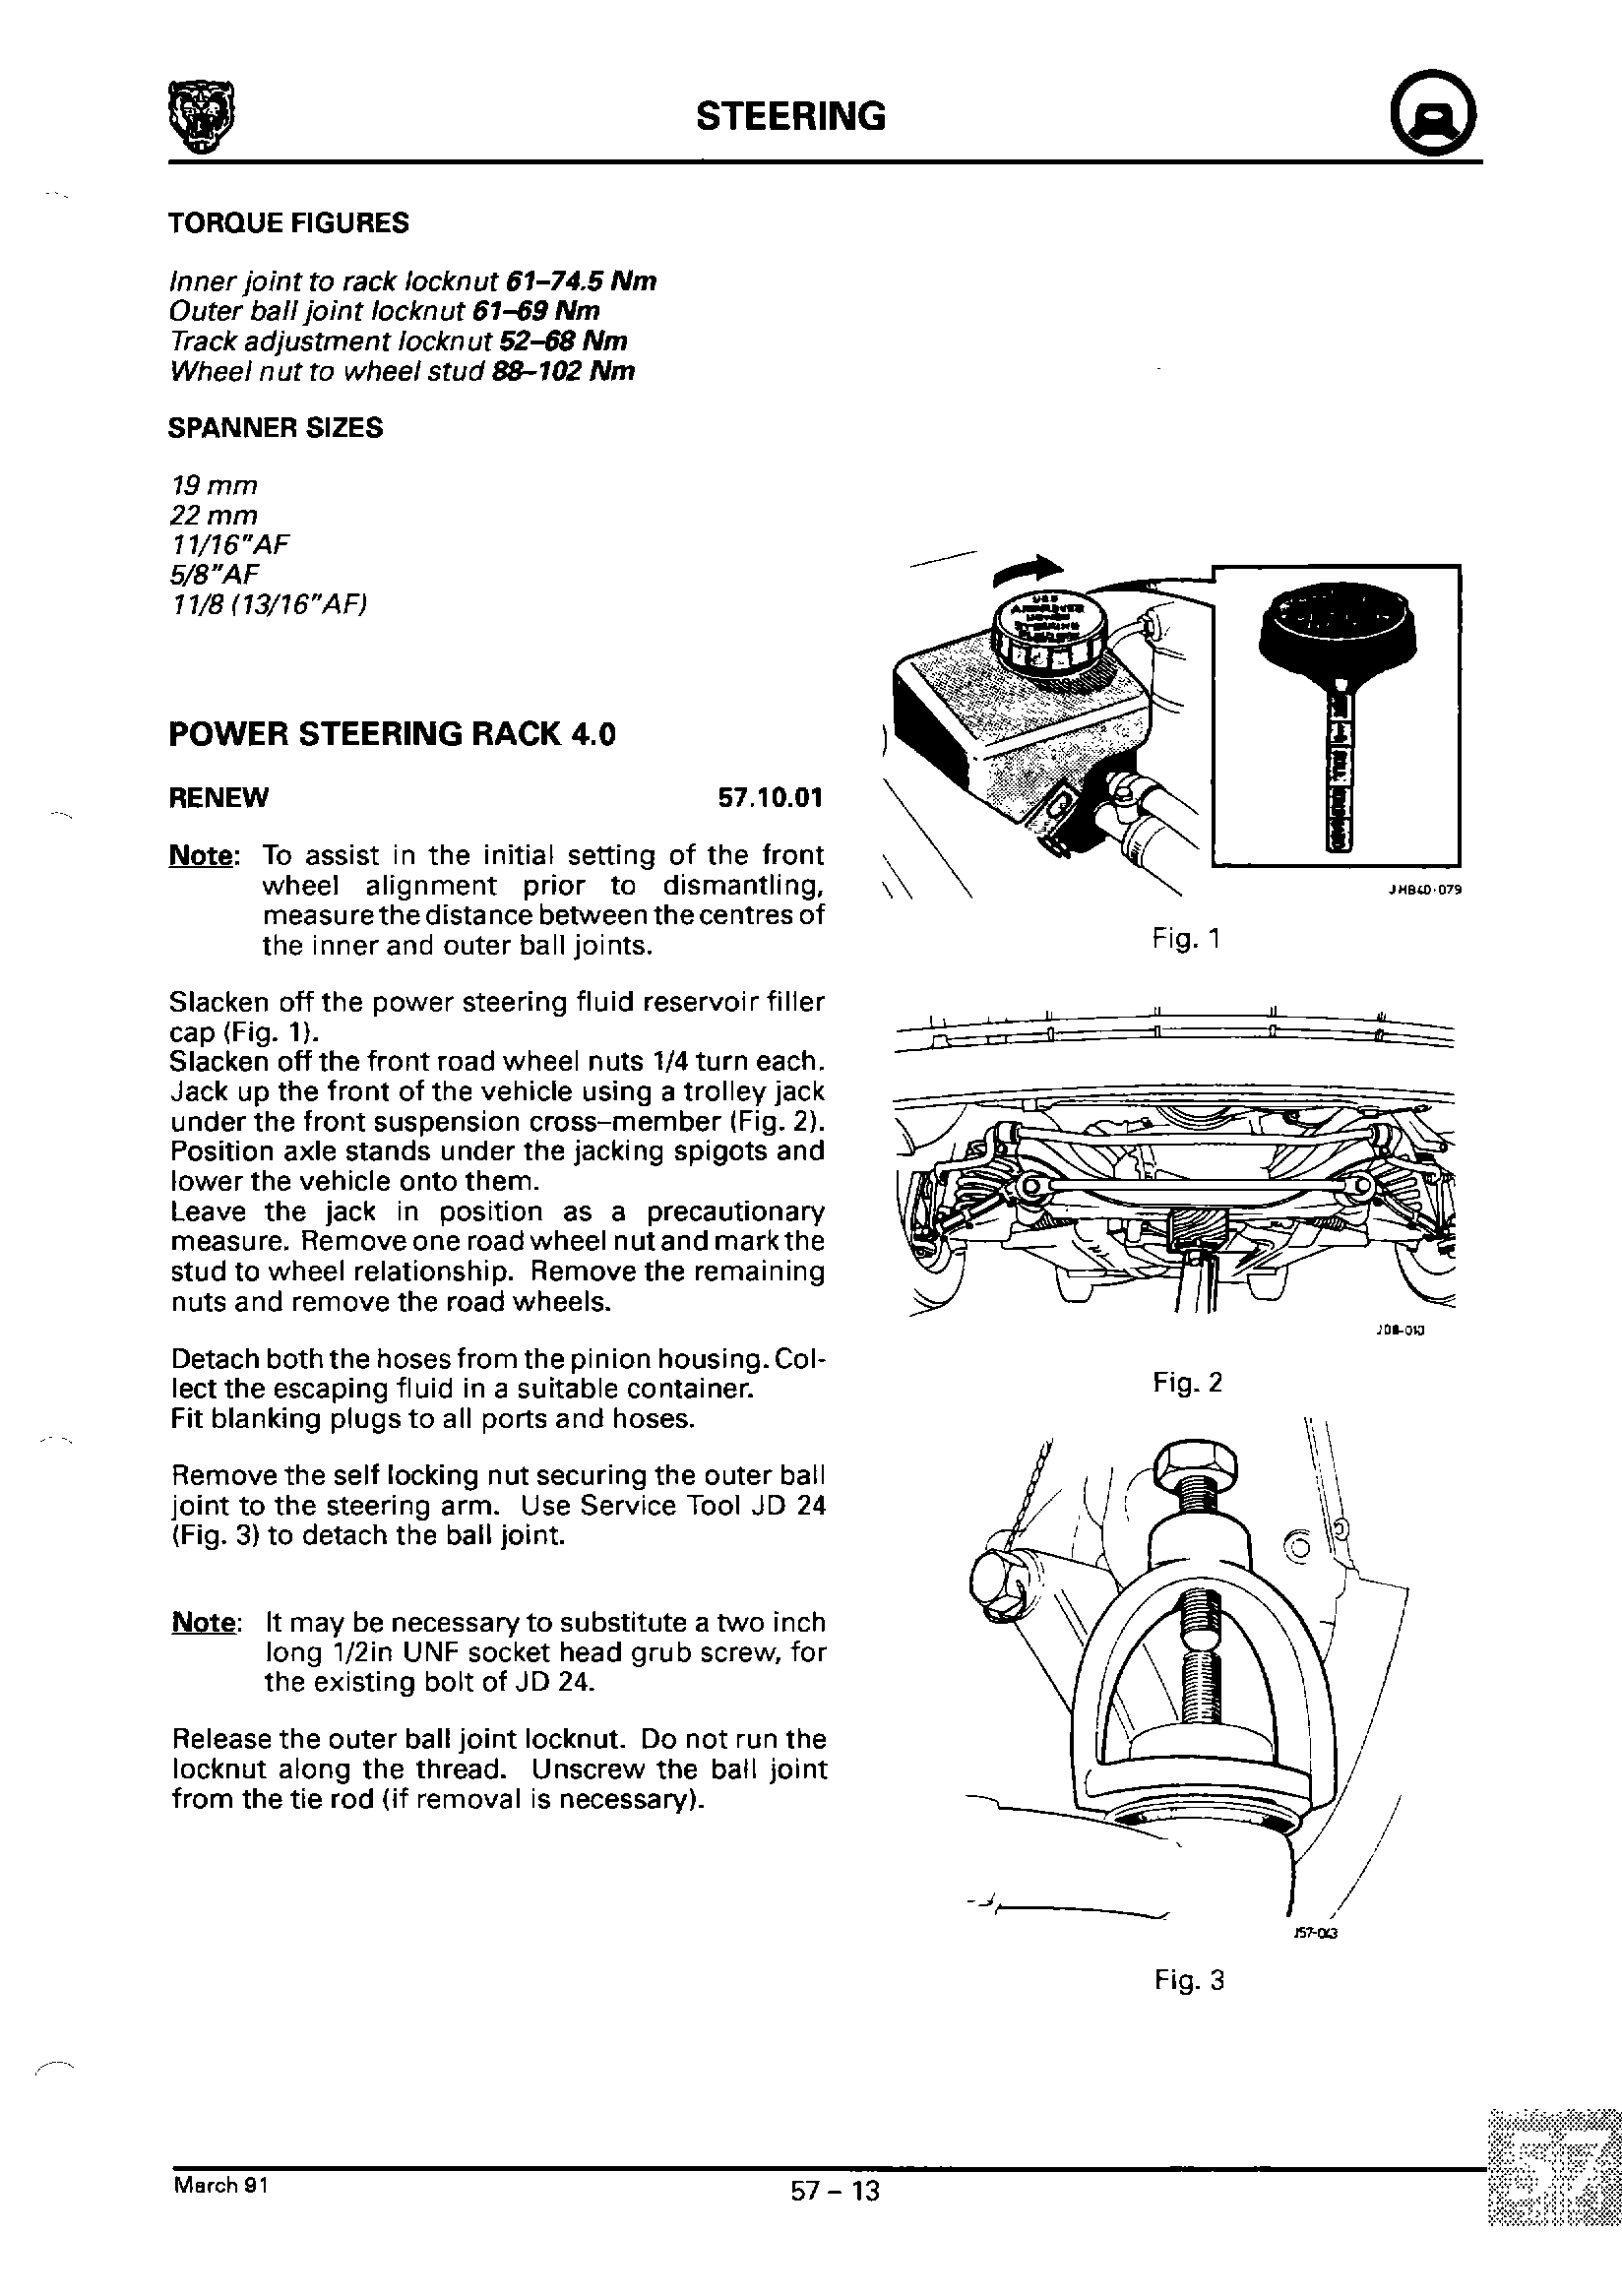 STEERING
TORQUE FIGURES
Inner joint to rack locknut 61–74.5 Nm
Outer ball joint locknut 61–69 Nm
Track adjustment locknut 52–68 Nm
Wheel nut to wheel stud 88–102 Nm
SPANNER SIZES
19 mm
22 mm
11/16"AF
5/8"AF
11/8 (13/16"AF)
POWER STEERING RACK 4.0
RENEW 57.10.01
Note: To assist in the initial setting of the front
wheel alignment prior to dismantling,
measure the distance between the centres of
the inner and outer ball joints.
Slacken off the power steering fluid reservoir filler
cap (Fig. 1).
Slacken off the front road wheel nuts 1/4 turn each.
Jack up the front of the vehicle using a trolley jack
under the front suspension cross–member (Fig. 2).
Position axle stands under the jacking spigots and
lower the vehicle onto them.
Leave the jack in position as a precautionary
measure. Remove one road wheel nut and mark the
stud to wheel relationship. Remove the remaining
nuts and remove the road wheels.
Detach both the hoses from the pinion housing. Col-
lect the escaping fluid in a suitable container.
Fit blanking plugs to all ports and hoses.
Remove the self locking nut securing the outer ball
joint to the steering arm. Use Service Tool JD 24
(Fig. 3) to detach the ball joint.
Note: It may be necessary to substitute a two inch
long 1/2in UNF socket head grub screw, for
the existing bolt of JD 24.
Release the outer ball joint locknut. Do not run the
locknut along the thread. Unscrew the ball joint
from the tie rod (if removal is necessary).
Fig. 1
Fig. 2
Fig. 3
March 91
57 – 13
57